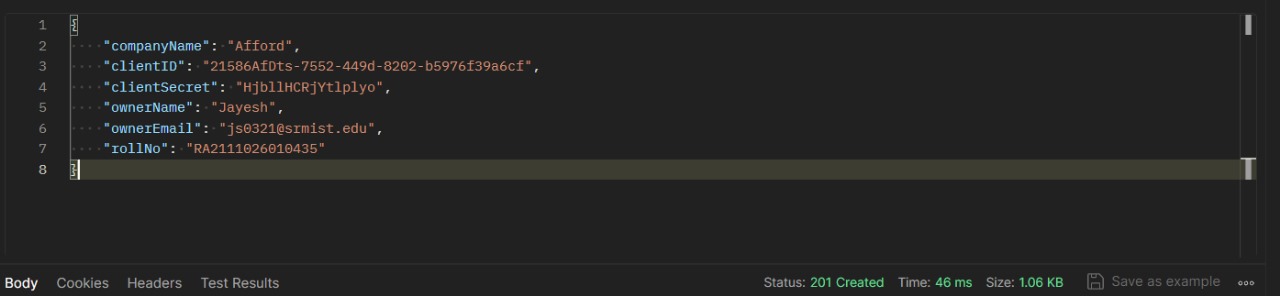 1 {
2 "companyName": "Afford",
3 "clientID": "21586AfDts-7552-449d-8202-b5976f39a6cf",
4 "clientSecret": "HjbllHCRjYtlplyo",
5 "ownerName": "Jayesh",
6 "ownerEmail": "js0321@srmist.edu",
7 "rollNo": "RA2111026010435"
8 }
Body Cookies Headers Test Results Status: 201 Created Time: 46 ms Size: 1.06 KB Save as example